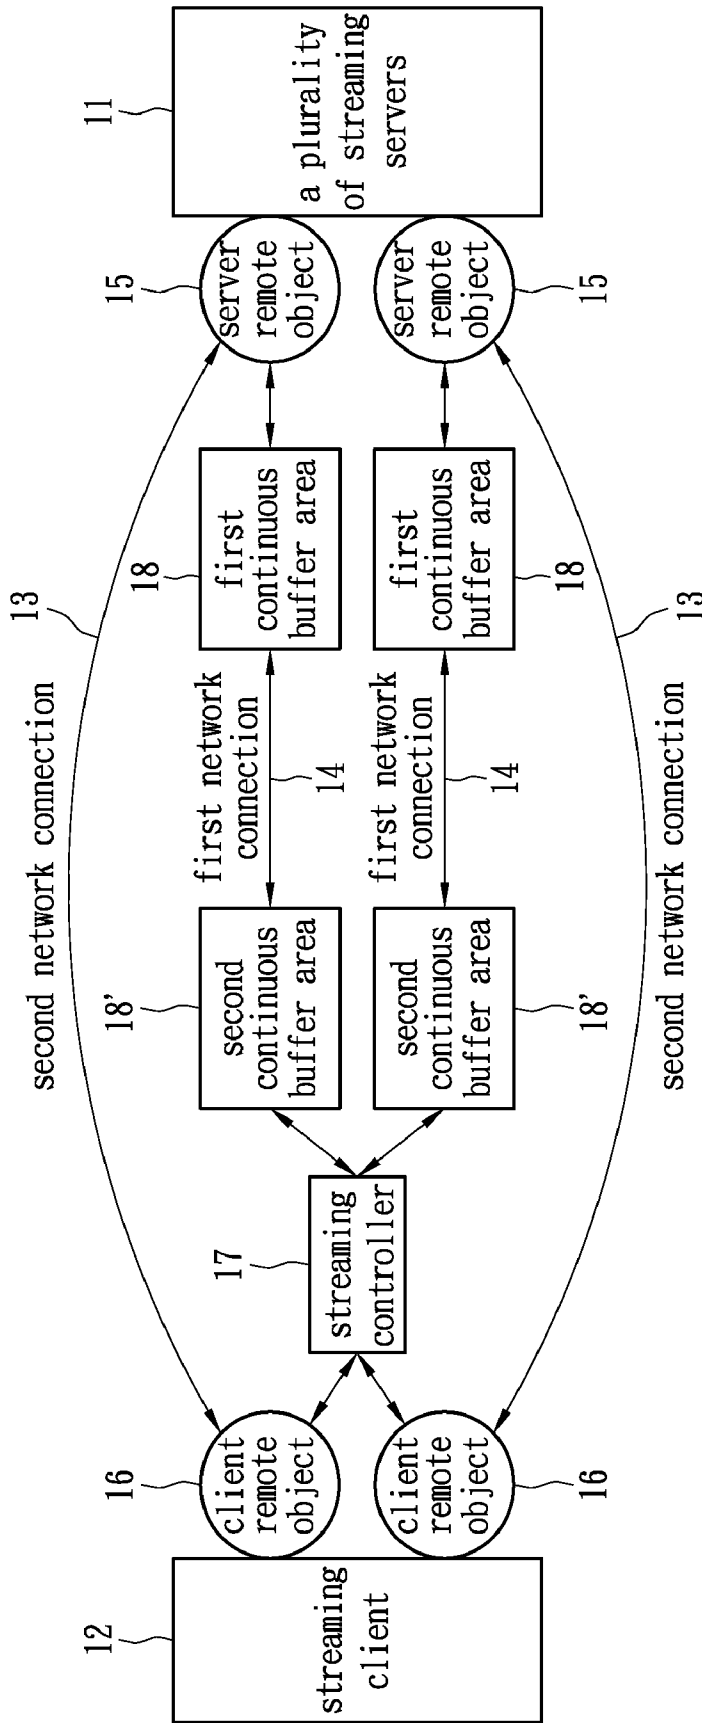 11
a plurality
of streaming
servers
15
server
remote
object
server
remote
object
15
13
second network connection
18
first
continuous
buffer area
first
continuous
buffer area
18
13
second network connection
first network
connection
14
first network
connection
14
18'
second
continuous
buffer area
second
continuous
buffer area
18'
17
streaming
controller
16
client
remote
object
client
remote
object
16
12
streaming
client